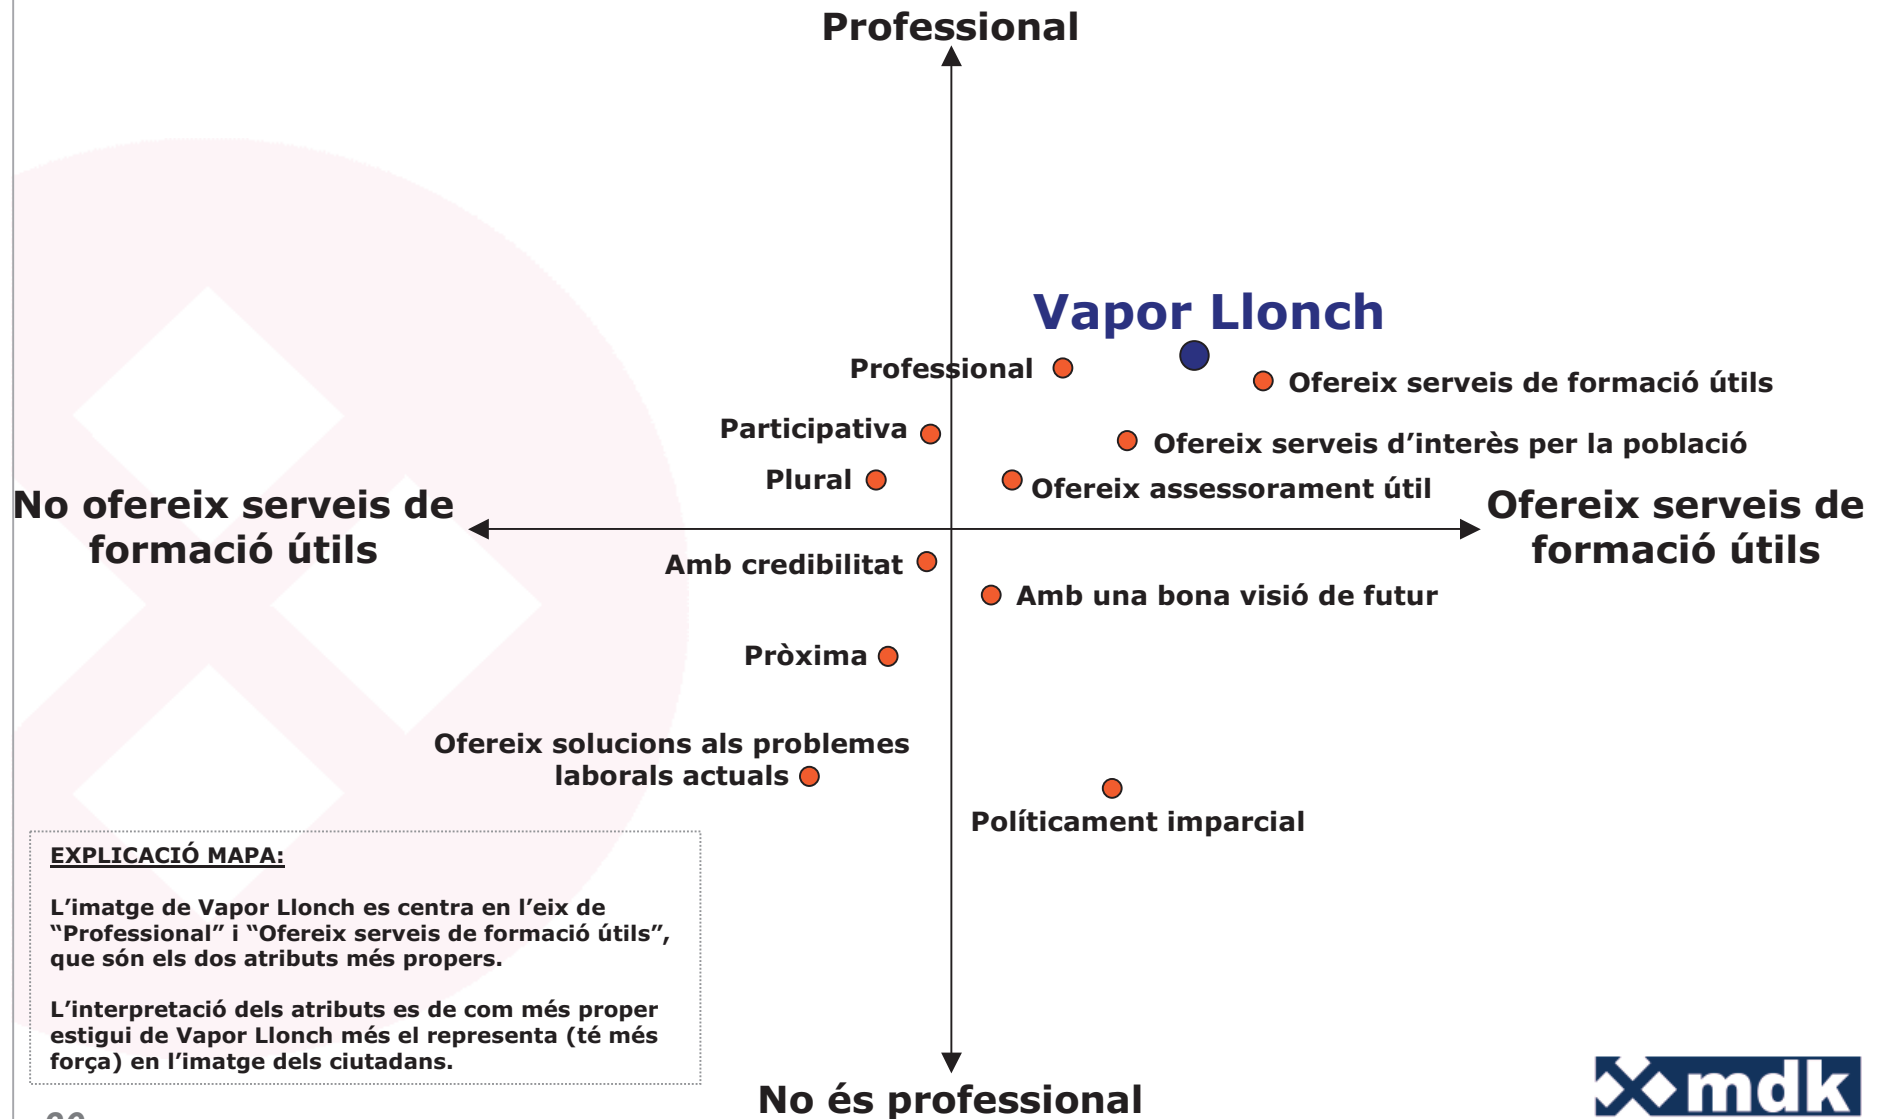 Professional
Vapor Llonch
Professional
Ofereix serveis de formació útils
Participativa
Ofereix serveis d’interès per la població
Plural
Ofereix assessorament útil
No ofereix serveis de
formació útils
Ofereix serveis de
formació útils
Amb credibilitat
Amb una bona visió de futur
Pròxima
Ofereix solucions als problemes
laborals actuals
Políticament imparcial
EXPLICACIÓ MAPA:
L’imatge de Vapor Llonch es centra en l’eix de
“Professional” i “Ofereix serveis de formació útils”,
que són els dos atributs més propers.
L’interpretació dels atributs es de com més proper
estigui de Vapor Llonch més el representa (té més
força) en l’imatge dels ciutadans.
No és professional
mdk